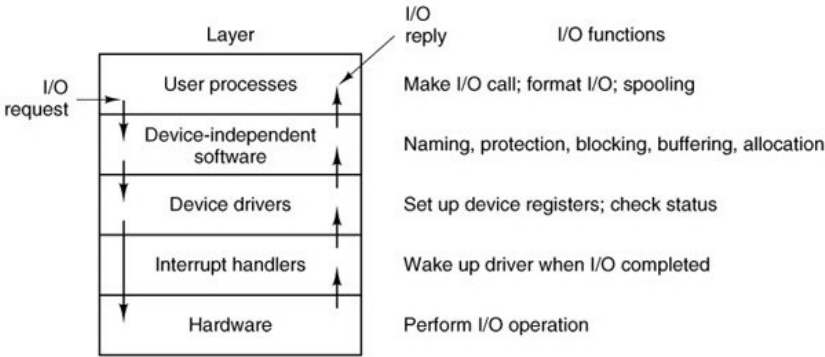 Layer
I/O
reply
I/O functions
I/O
request
User processes
Make I/O call; format I/O; spooling
Device-independent
software
Naming, protection, blocking, buffering, allocation
Device drivers
Set up device registers; check status
Interrupt handlers
Wake up driver when I/O completed
Hardware
Perform I/O operation